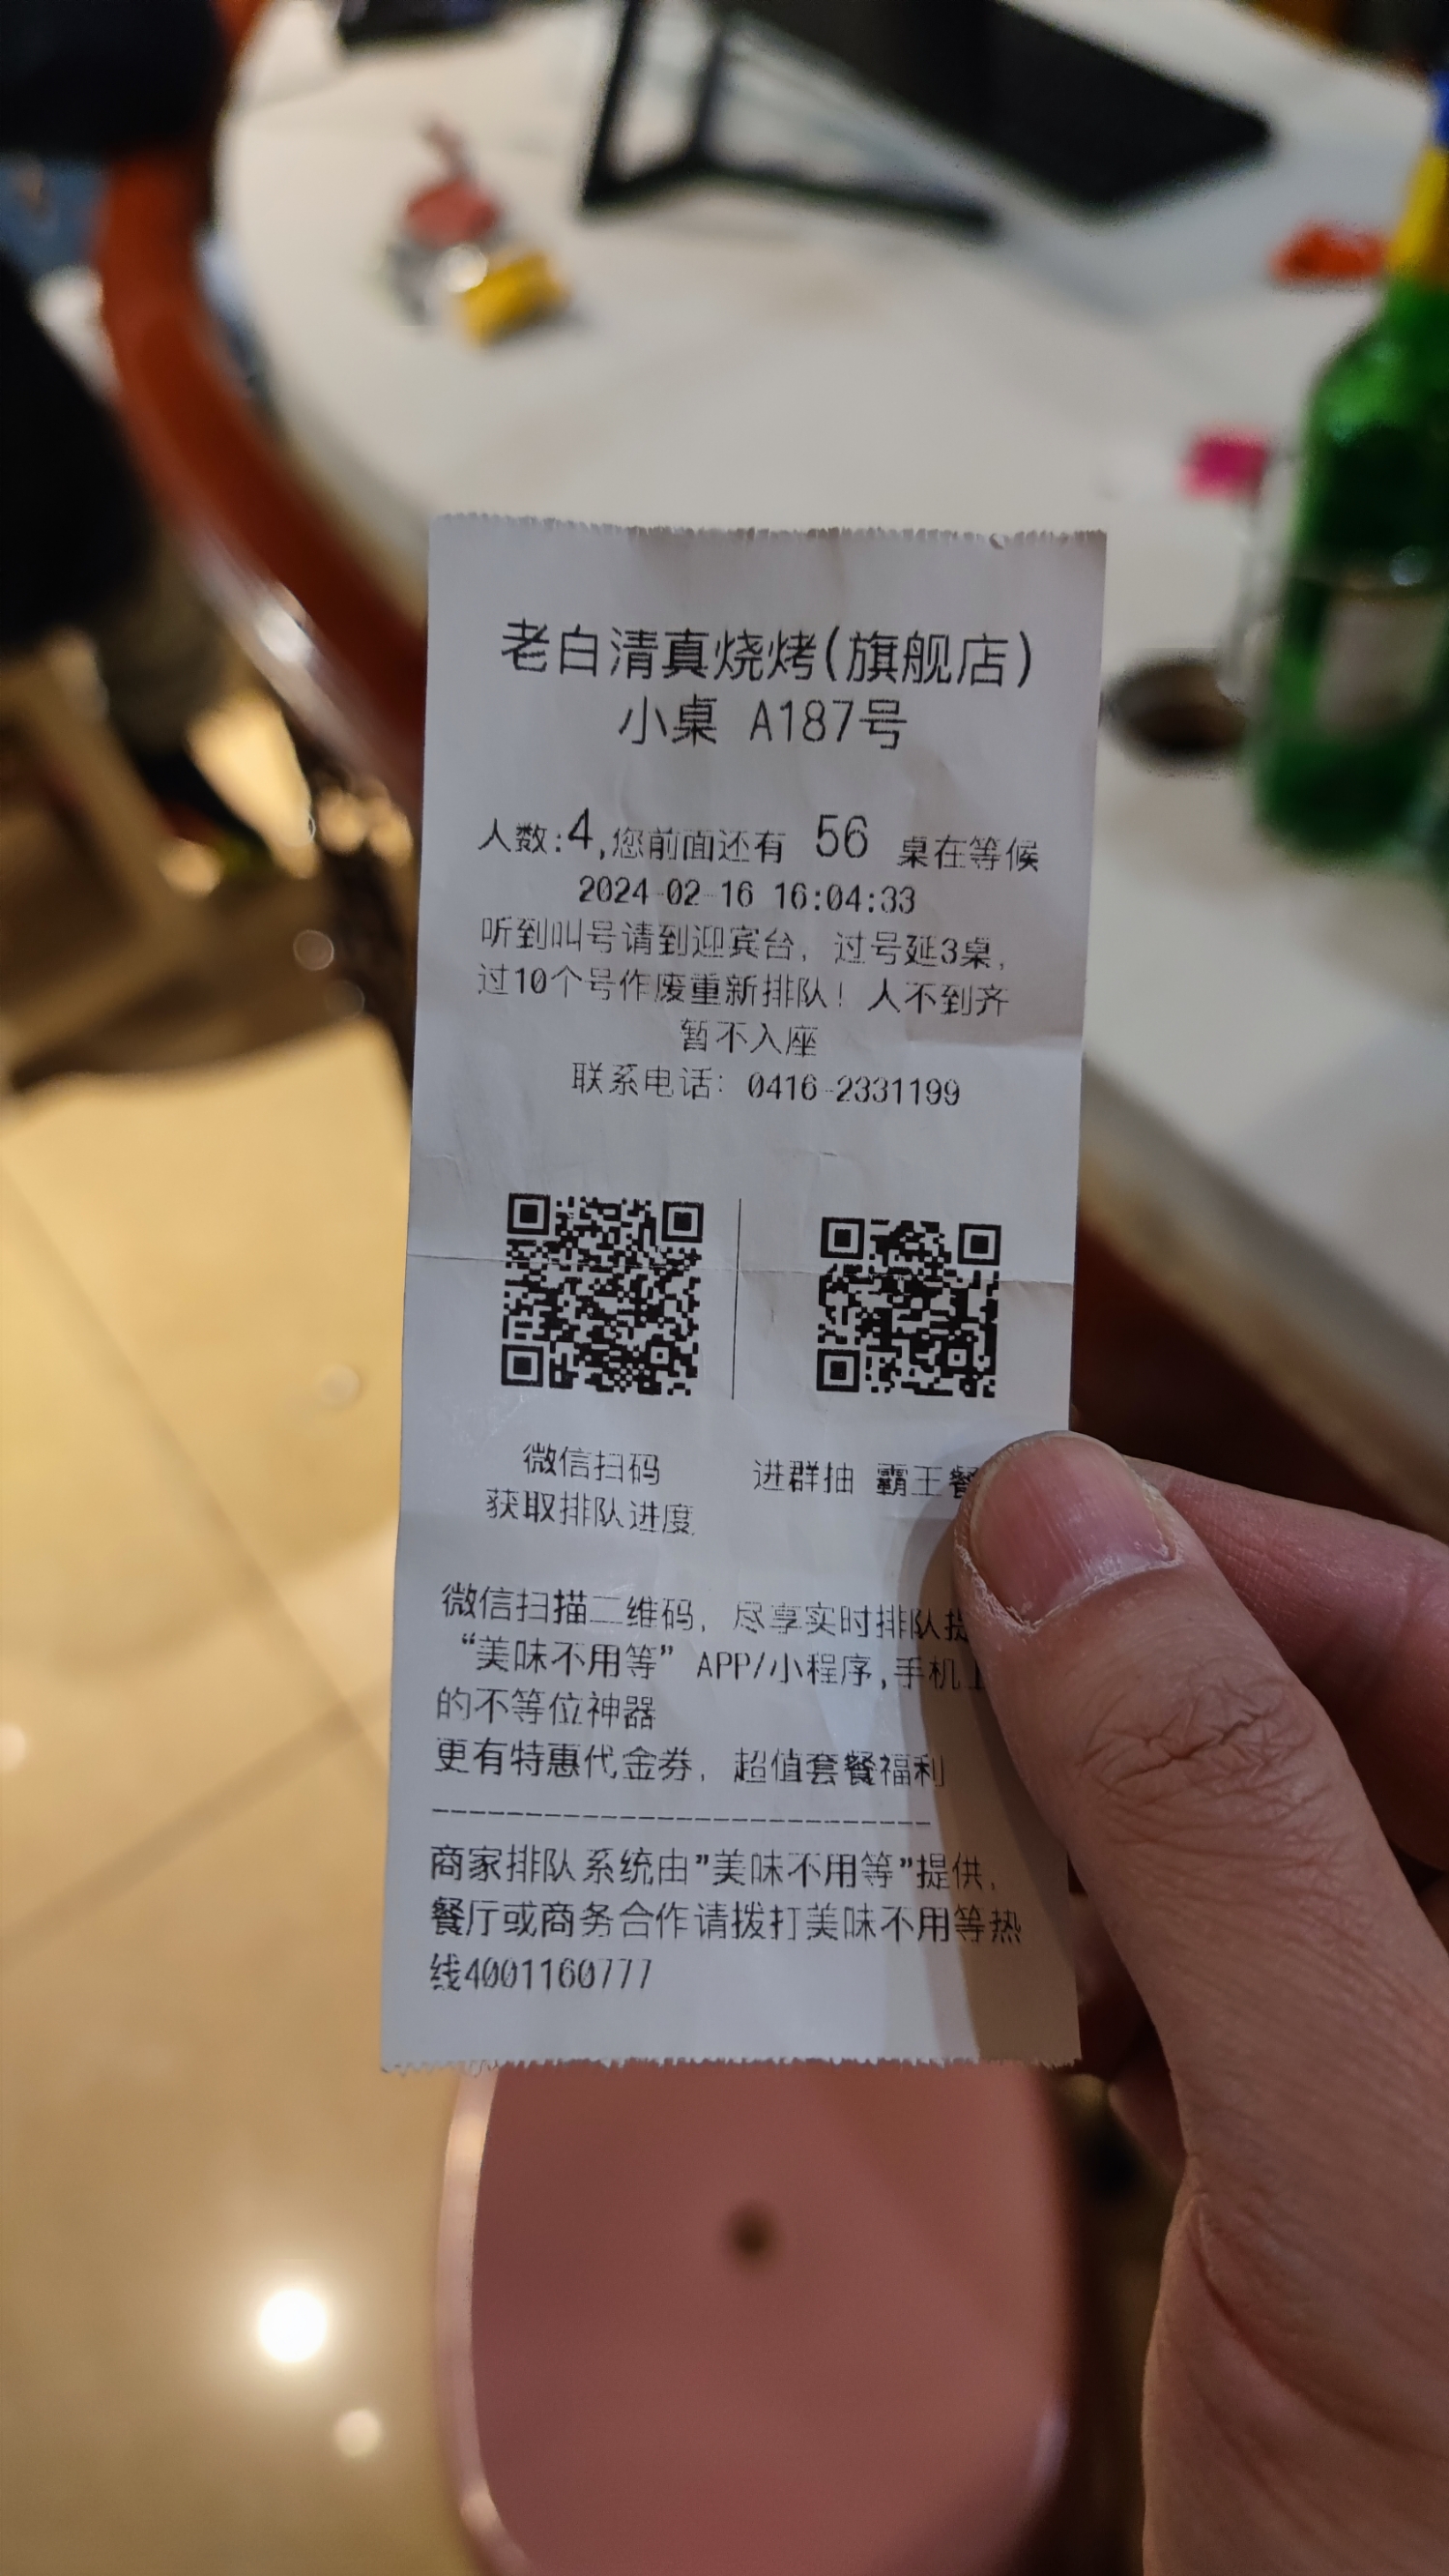 老白清真烧烤(旗舰店)
小桌 A187号
人数:4,您前面还有 56 桌在等候
2024-02-16 16:04:33
听到叫号请到迎宾台，过号延3桌，
过10个号作废重新排队！人不到齐
暂不入座
联系电话：0416-2331199
微信扫码
获取排队进度
进群抽 霸王餐
微信扫描二维码，尽享实时排队提
“美味不用等” APP/小程序,手机上
的不等位神器
更有特惠代金券，超值套餐福利
---------------------------
商家排队系统由”美味不用等”提供，
餐厅或商务合作请拨打美味不用等热
线4001160777